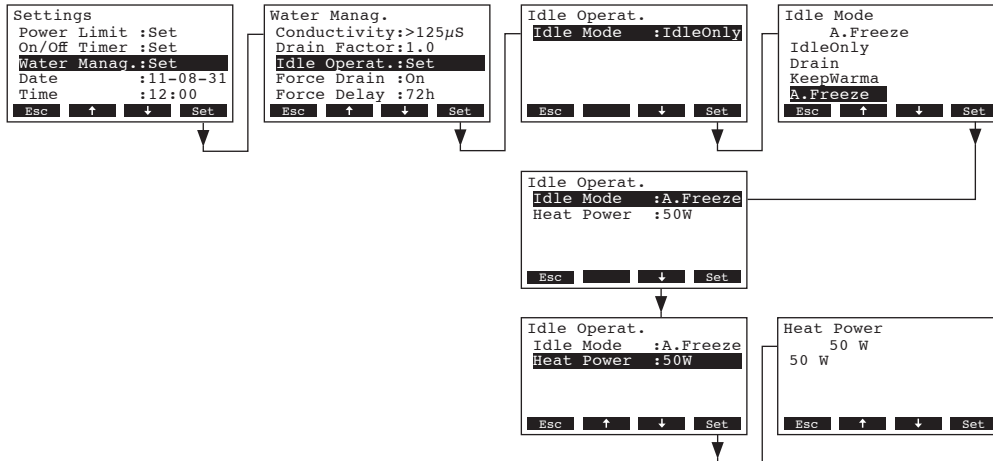 Settings
Power Limit :Set
On/Off Timer :Set
Water Manag.:Set
Date :11-08-31
Time :12:00
Esc ↑ ↓ Set
Water Manag.
Conductivity:>125µS
Drain Factor:1.0
Idle Operat.:Set
Force Drain :On
Force Delay :72h
Esc ↑ ↓ Set
Idle Operat.
Idle Mode :IdleOnly
Esc ↓ Set
Idle Mode
A.Freeze
IdleOnly
Drain
KeepWarma
A.Freeze
Esc ↑ ↓ Set
Idle Operat.
Idle Mode :A.Freeze
Heat Power :50W
Esc ↓ Set
Idle Operat.
Idle Mode :A.Freeze
Heat Power :50W
Esc ↑ ↓ Set
Heat Power
50 W
50 W
Esc ↑ ↓ Set